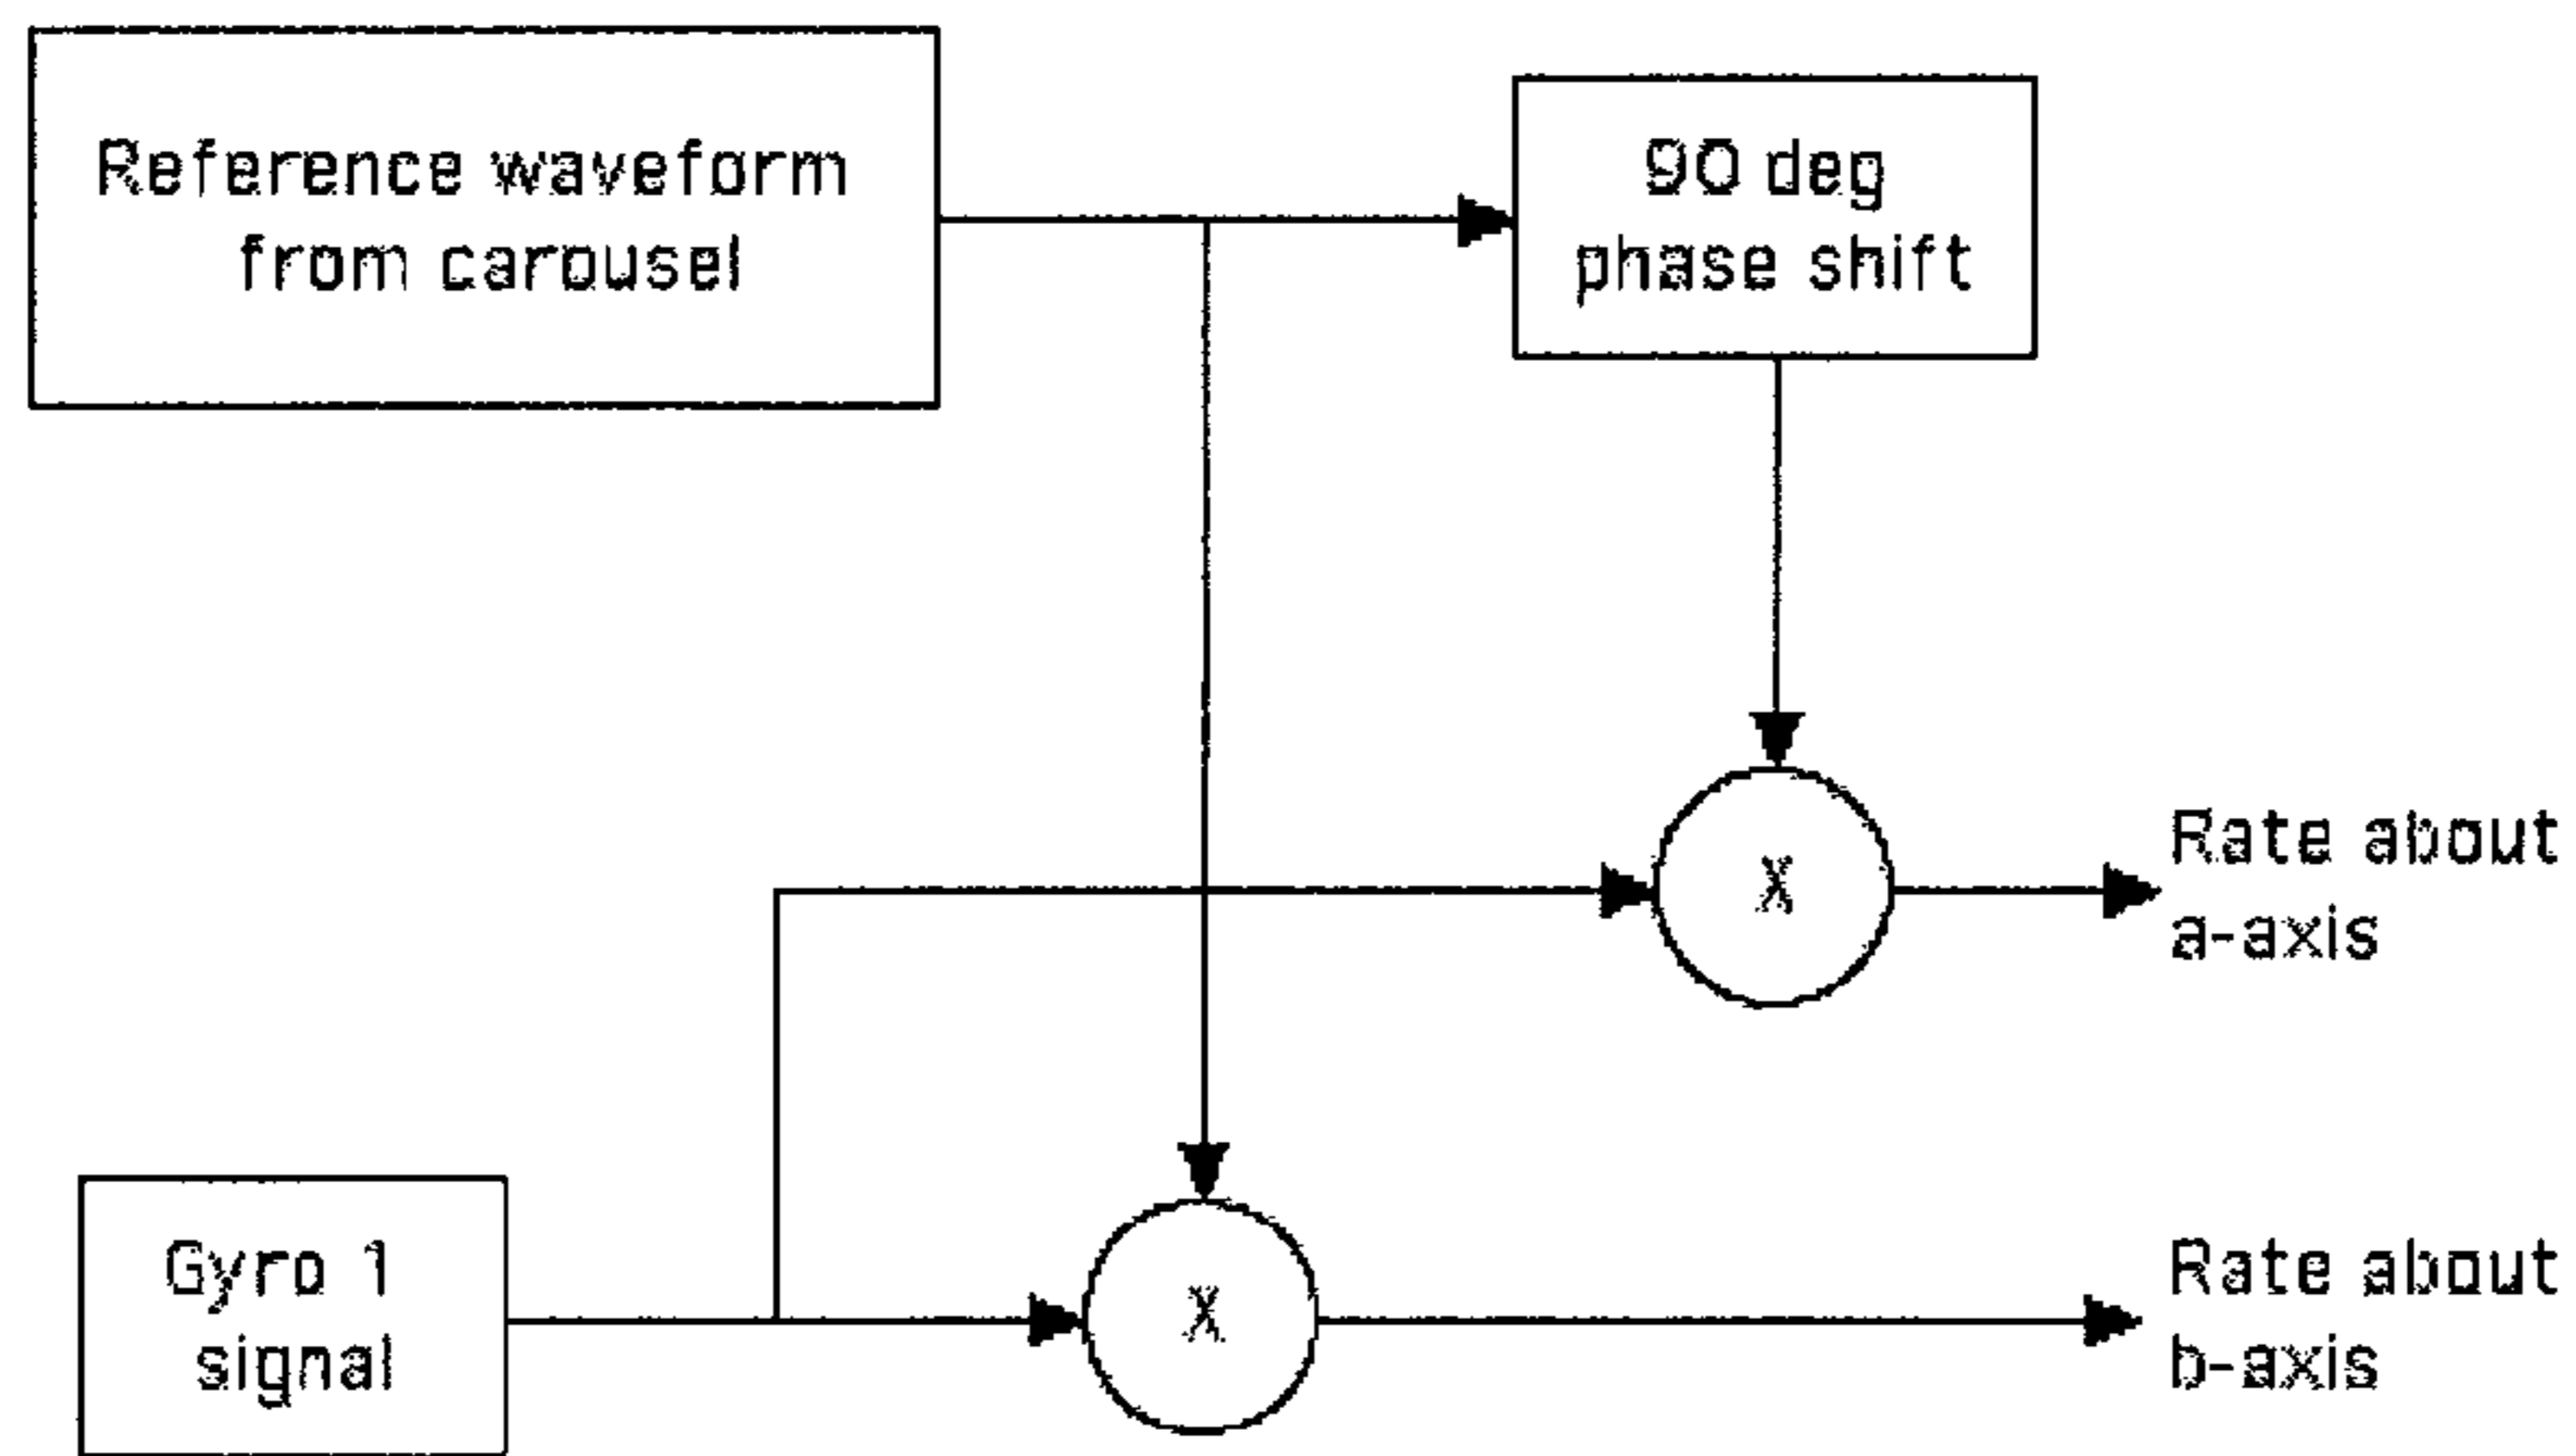 Reference waveform
from carousel
90 deg
phase shift
X
Rate about
a-axis
Gyro 1
signal
X
Rate about
b-axis